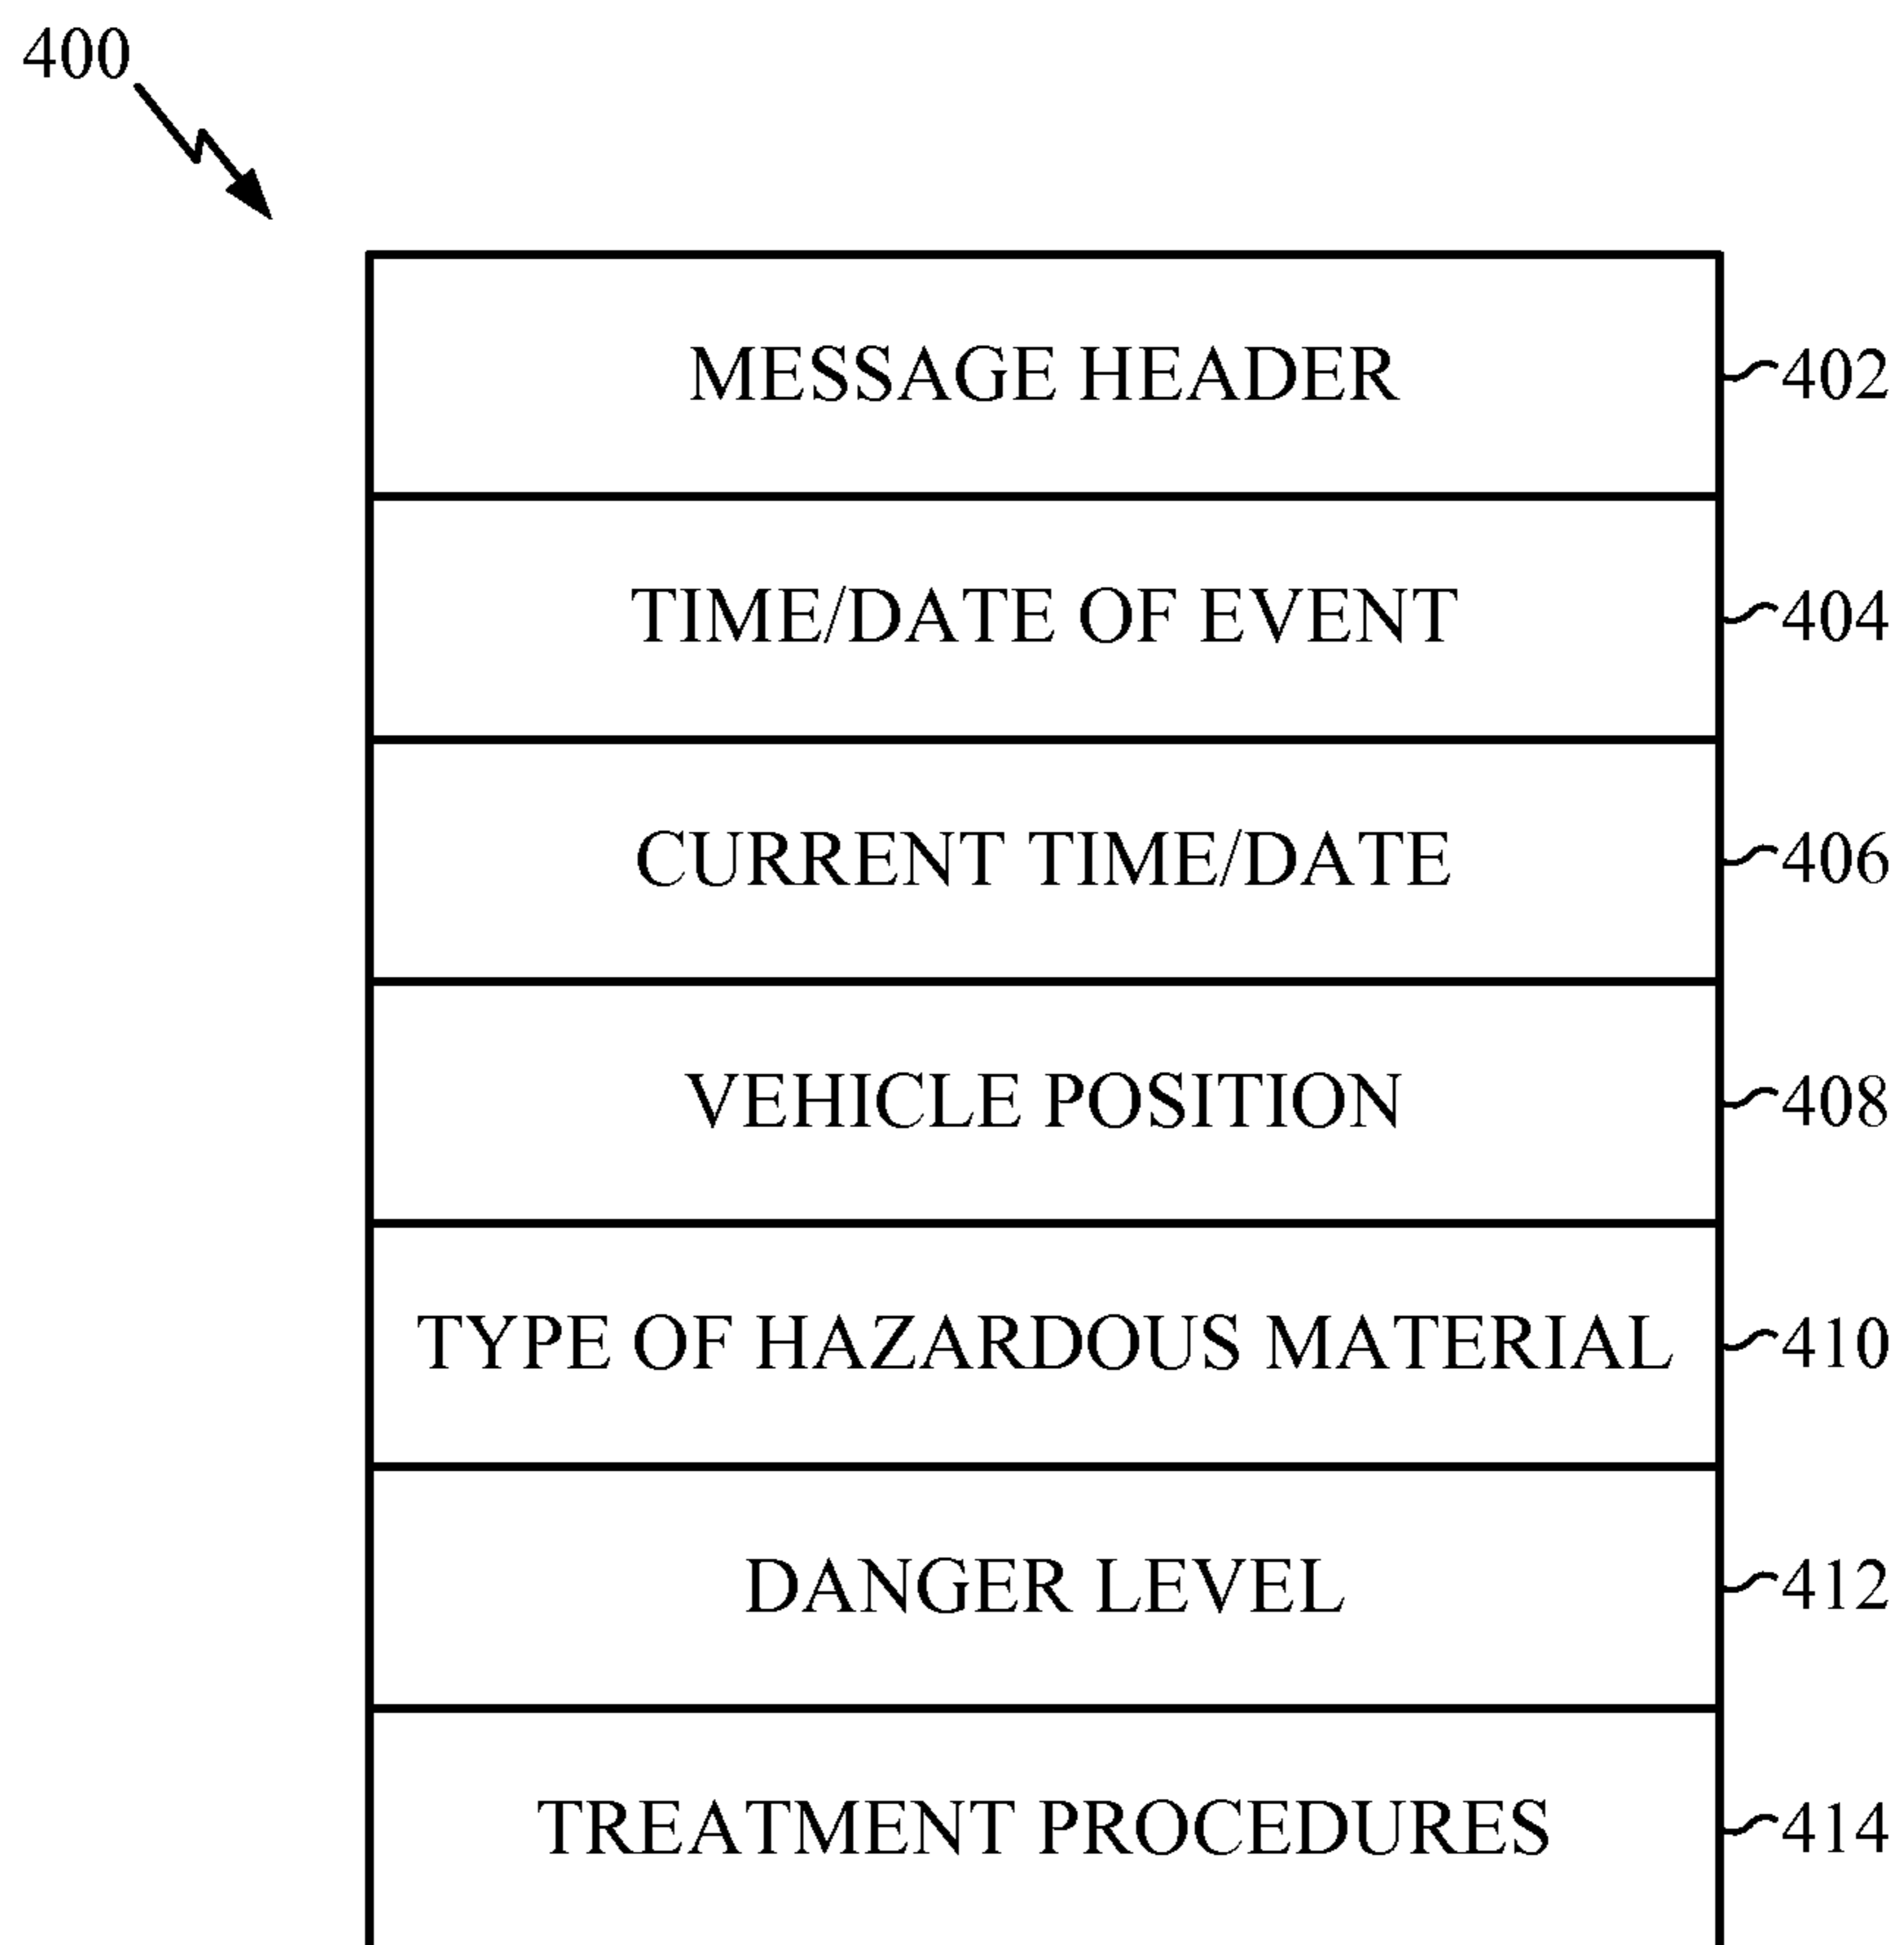 400
MESSAGE HEADER 402
TIME/DATE OF EVENT 404
CURRENT TIME/DATE 406
VEHICLE POSITION 408
TYPE OF HAZARDOUS MATERIAL 410
DANGER LEVEL 412
TREATMENT PROCEDURES 414